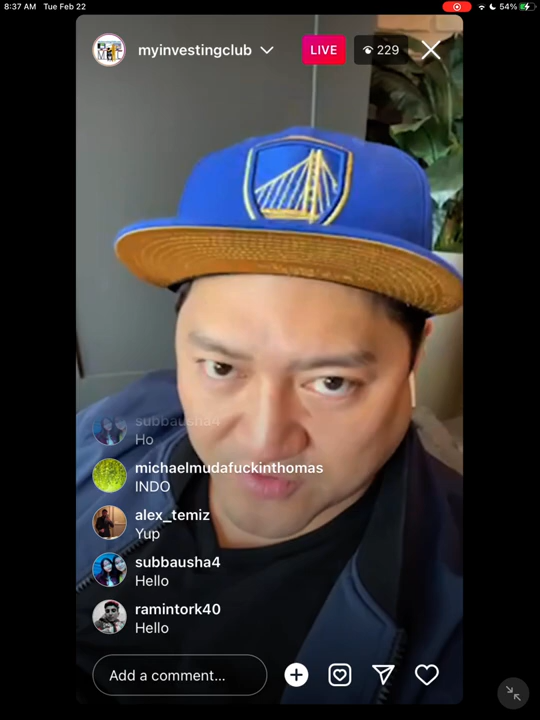 8:37 AM Tue Feb 22
54%
myinvestingclub
LIVE
229
subbausha4
Ho
michaelmudafuckinthomas
INDO
alex_temiz
Yup
subbausha4
Hello
ramintork40
Hello
Add a comment...